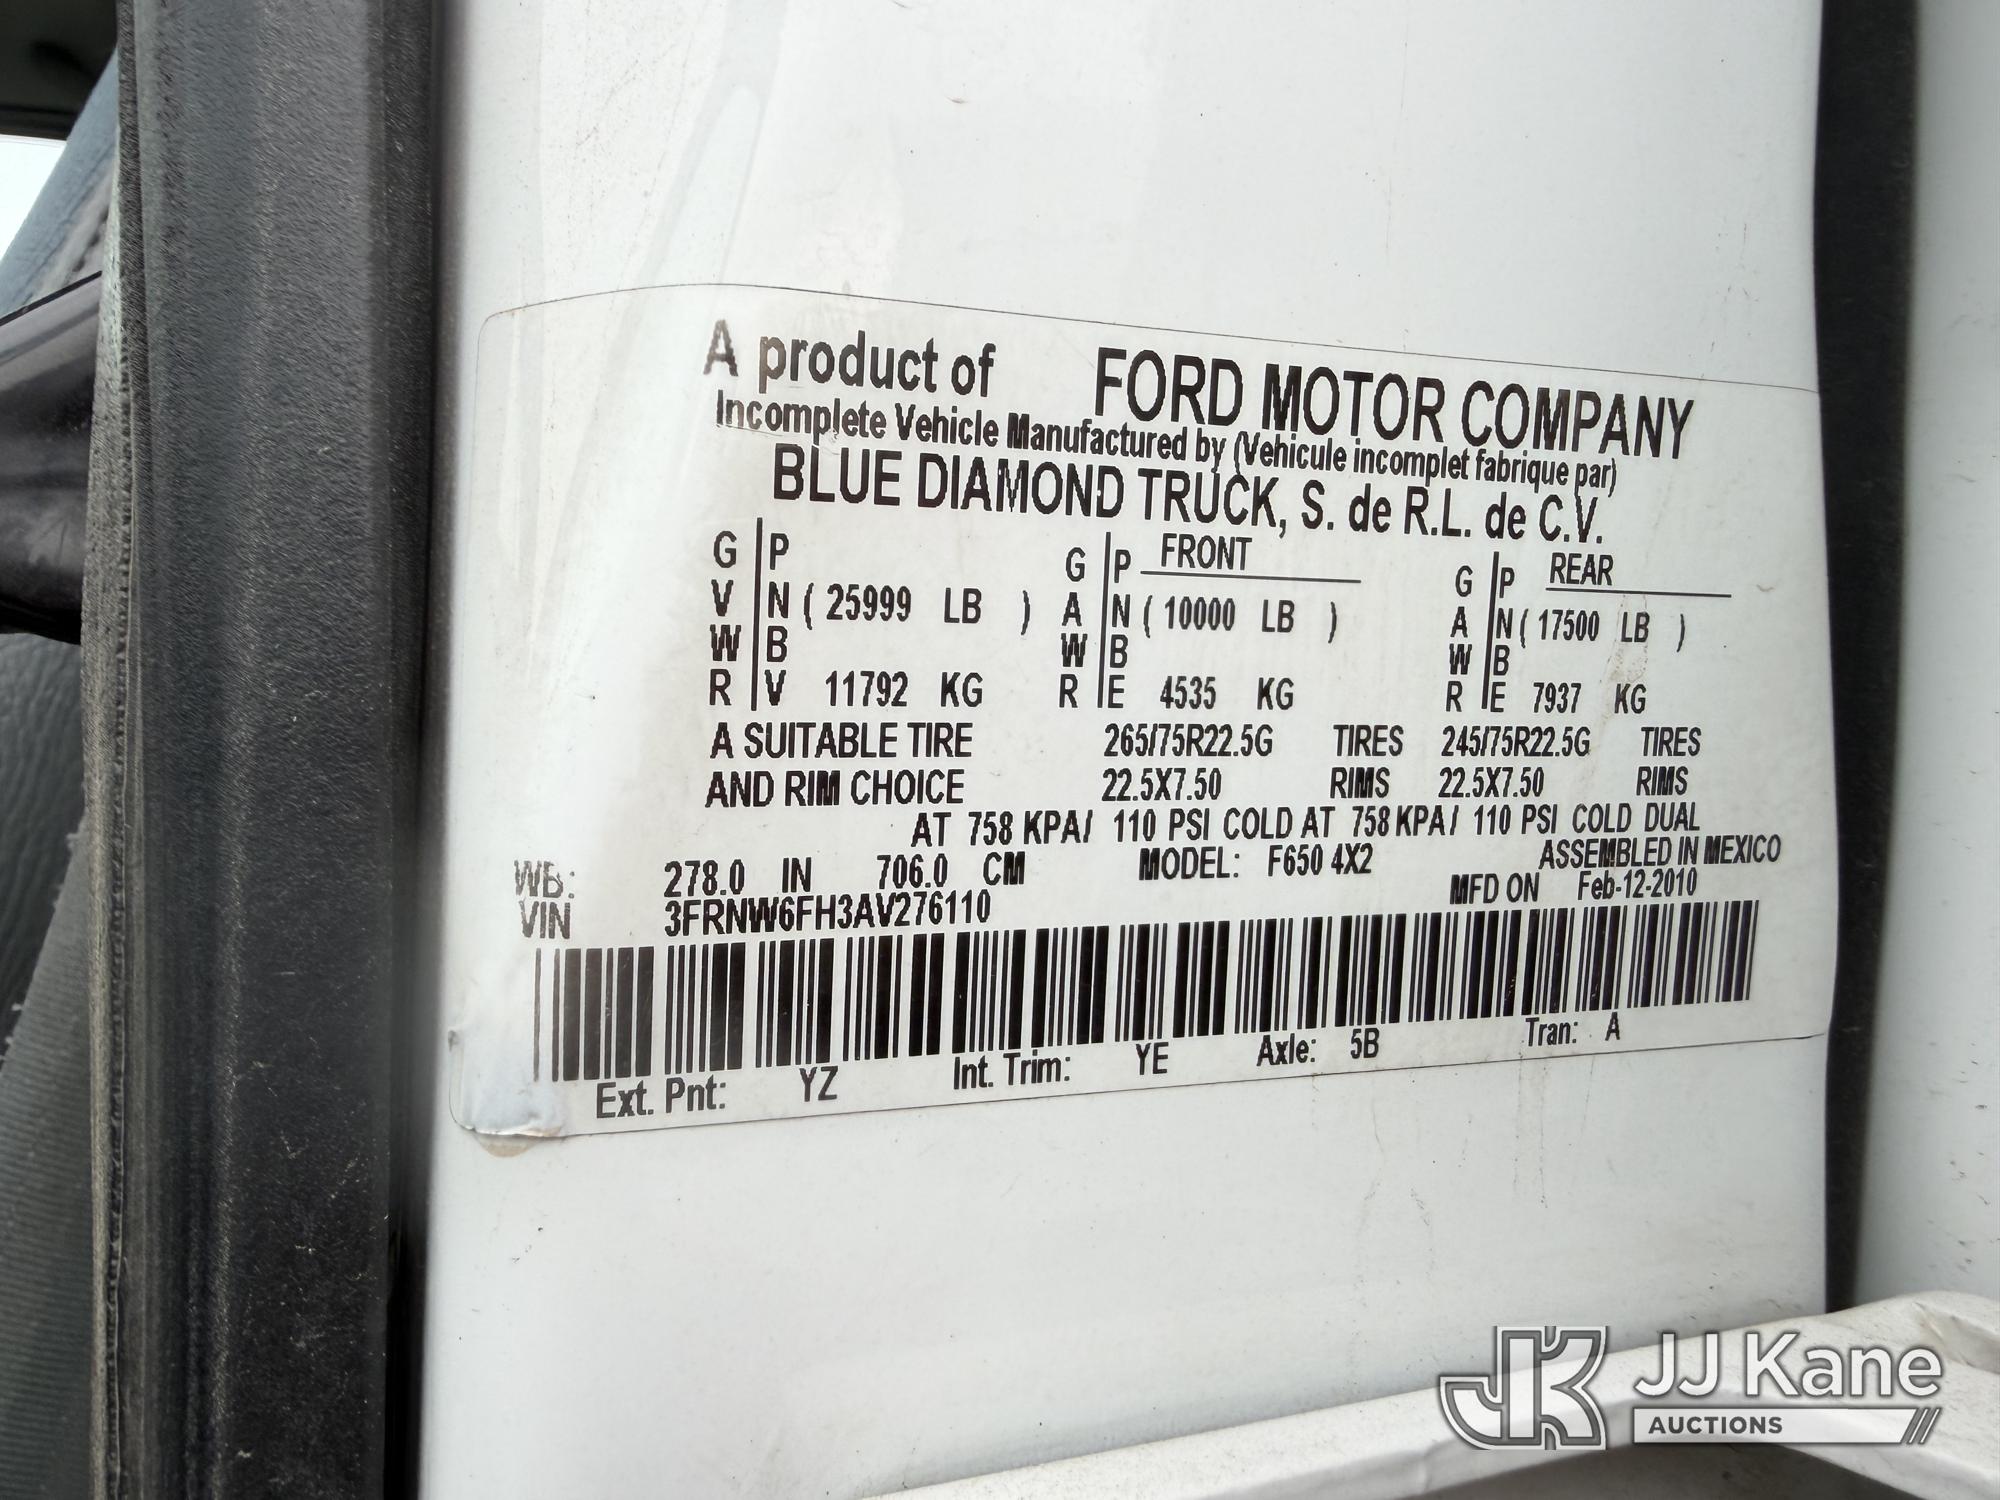 A product of FORD MOTOR COMPANY
Incomplete Vehicle Manufactured by (Vehicule incomplet fabrique par)
BLUE DIAMOND TRUCK, S. de R.L. de C.V.
G P G P FRONT G P REAR
V N ( 25999 LB ) A N ( 10000 LB ) A N ( 17500 LB )
W B W B W B
R V 11792 KG R E 4535 KG R E 7937 KG
A SUITABLE TIRE 265/75R22.5G TIRES 245/75R22.5G TIRES
AND RIM CHOICE 22.5X7.50 RIMS 22.5X7.50 RIMS
AT 758 KPA/ 110 PSI COLD AT 758 KPA/ 110 PSI COLD DUAL
WB: 278.0 IN 706.0 CM MODEL: F650 4X2 ASSEMBLED IN MEXICO
VIN 3FRNW6FH3AV276110 MFD ON Feb-12-2010
Ext. Pnt: YZ Int. Trim: YE Axle: 5B Tran: A
JK JJ Kane
AUCTIONS